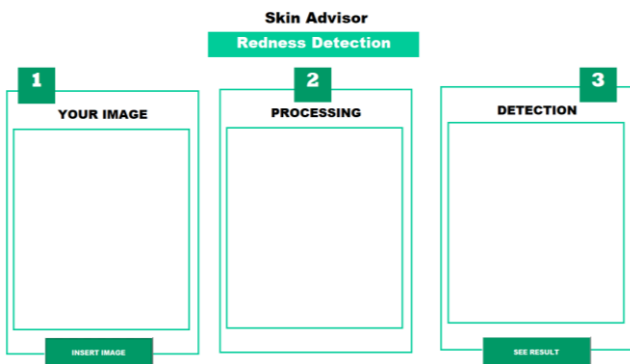 Skin Advisor
Redness Detection
1
YOUR IMAGE
INSERT IMAGE
2
PROCESSING
3
DETECTION
SEE RESULT